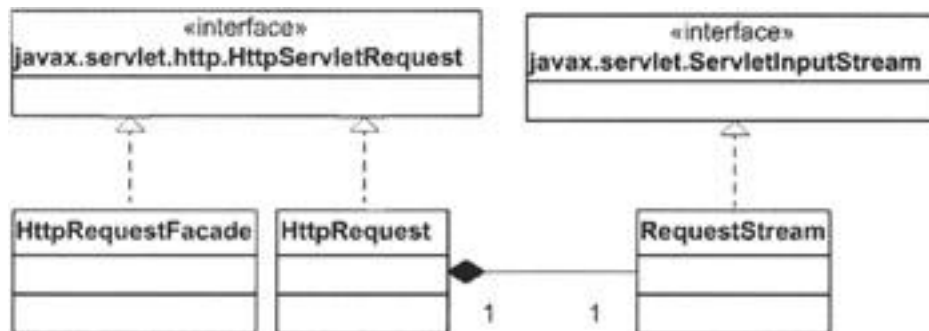 «interface»
javax.servlet.http.HttpServletRequest
«interface»
javax.servlet.ServletInputStream
HttpRequestFacade
HttpRequest
RequestStream
1
1